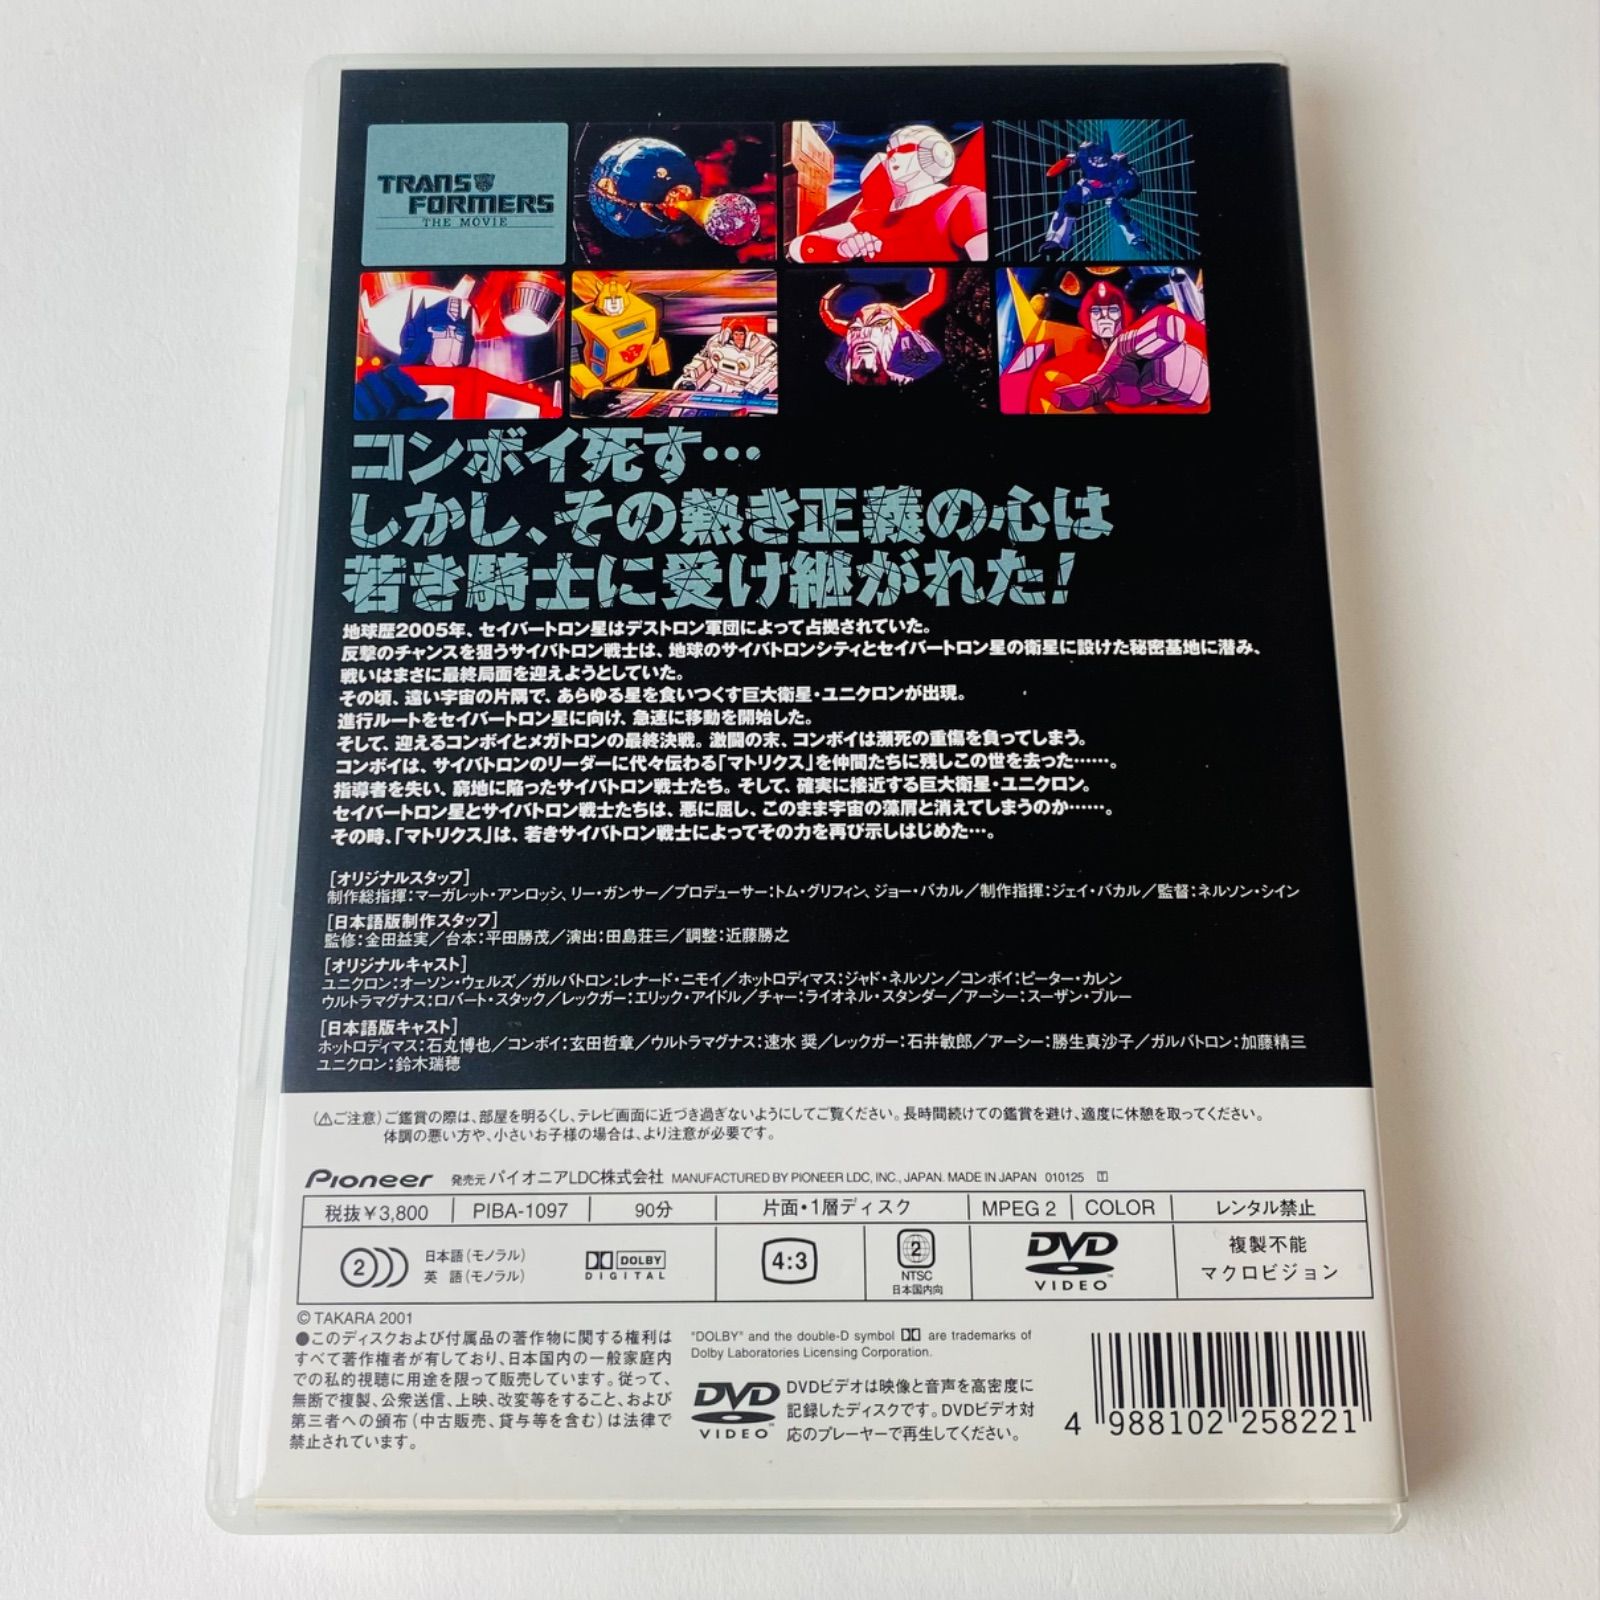 TRANS
FORMERS
THE MOVIE
コンボイ死す…
しかし、その熱き正義の心は
若き騎士に受け継がれた!
地球歴2005年、セイバートロン星はデストロン軍団によって占拠されていた。
反撃のチャンスを狙うサイバトロン戦士は、地球のサイバトロンシティとセイバートロン星の衛星に設けた秘密基地に潜み、
戦いはまさに最終局面を迎えようとしていた。
その頃、遠い宇宙の片隅で、あらゆる星を食いつくす巨大衛星・ユニクロンが出現。
進行ルートをセイバートロン星に向け、急速に移動を開始した。
そして、迎えるコンボイとメガトロンの最終決戦。激闘の末、コンボイは瀕死の重傷を負ってしまう。
コンボイは、サイバトロンのリーダーに代々伝わる「マトリクス」を仲間たちに残しこの世を去った……。
指導者を失い、窮地に陥ったサイバトロン戦士たち。そして、確実に接近する巨大衛星・ユニクロン。
セイバートロン星とサイバトロン戦士たちは、悪に屈し、このまま宇宙の藻屑と消えてしまうのか……。
その時、「マトリクス」は、若きサイバトロン戦士によってその力を再び示しはじめた…。
[オリジナルスタッフ]
制作総指揮:マーガレット・アンロッシ、リー・ガンサー/プロデューサー:トム・グリフィン、ジョー・バカル/制作指揮:ジェイ・バカル/監督:ネルソン・シイン
[日本語版制作スタッフ]
監修:金田益実/台本:平田勝茂/演出:田島荘三/調整:近藤勝之
[オリジナルキャスト]
ユニクロン:オーソン・ウェルズ/ガルバトロン:レナード・ニモイ/ホットロディマス:ジャド・ネルソン/コンボイ:ピーター・カレン
ウルトラマグナス:ロバート・スタック/レックガー:エリック・アイドル/チャー:ライオネル・スタンダー/アーシー:スーザン・ブルー
[日本語版キャスト]
ホットロディマス:石丸博也/コンボイ:玄田哲章/ウルトラマグナス:速水 奨/レックガー:石井敏郎/アーシー:勝生真沙子/ガルバトロン:加藤精三
ユニクロン:鈴木瑞穂
(⚠ご注意)ご鑑賞の際は、部屋を明るくし、テレビ画面に近づき過ぎないようにしてご覧ください。長時間続けての鑑賞を避け、適度に休憩を取ってください。
体調の悪い方や、小さいお子様の場合は、より注意が必要です。
Pioneer 発売元 パイオニアLDC株式会社 MANUFACTURED BY PIONEER LDC, INC., JAPAN. MADE IN JAPAN 010125
税抜¥3,800 PIBA-1097 90分 片面・1層ディスク MPEG 2 COLOR レンタル禁止
2 日本語(モノラル) DOLBY 4:3 2 DVD 複製不能
英 語(モノラル) DIGITAL NTSC VIDEO マクロビジョン
日本国内向
© TAKARA 2001
●このディスクおよび付属品の著作物に関する権利は
すべて著作権者が有しており、日本国内の一般家庭内
での私的視聴に用途を限って販売しています。従って、
無断で複製、公衆送信、上映、改変等をすること、および
第三者への頒布(中古販売、貸与等を含む)は法律で
禁止されています。
"DOLBY" and the double-D symbol are trademarks of
Dolby Laboratories Licensing Corporation.
DVD
VIDEO
DVDビデオは映像と音声を高密度に
記録したディスクです。DVDビデオ対
応のプレーヤーで再生してください。
4 988102 258221